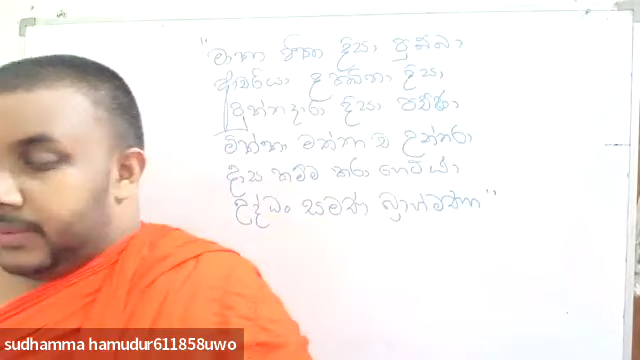 "මාතා පිතා දිසා පුබ්බා
ආචරියා දක්ඛිණා දිසා
පුත්තදාරා දිසා පච්ඡා
මිත්තා මච්චා ච උත්තරා
දාස කම්ම කරා හෙට්ඨා
උද්ධං සමණ බ්‍රාහ්මණා"
sudhamma hamudur611858uwo